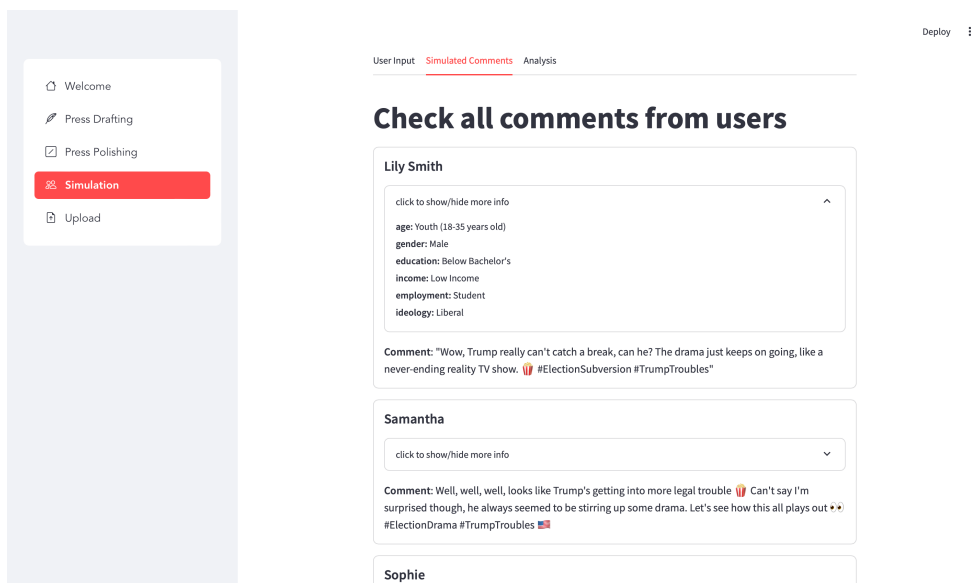 Deploy
Welcome
Press Drafting
Press Polishing
Simulation
Upload
User Input Simulated Comments Analysis
Check all comments from users
Lily Smith
click to show/hide more info
age: Youth (18-35 years old)
gender: Male
education: Below Bachelor's
income: Low Income
employment: Student
ideology: Liberal
Comment: "Wow, Trump really can't catch a break, can he? The drama just keeps on going, like a
never-ending reality TV show. 🍿 #ElectionSubversion #TrumpTroubles"
Samantha
click to show/hide more info
Comment: Well, well, well, looks like Trump's getting into more legal trouble 🍿 Can't say I'm
surprised though, he always seemed to be stirring up some drama. Let's see how this all plays out 👀
#ElectionDrama #TrumpTroubles 🇺🇸
Sophie